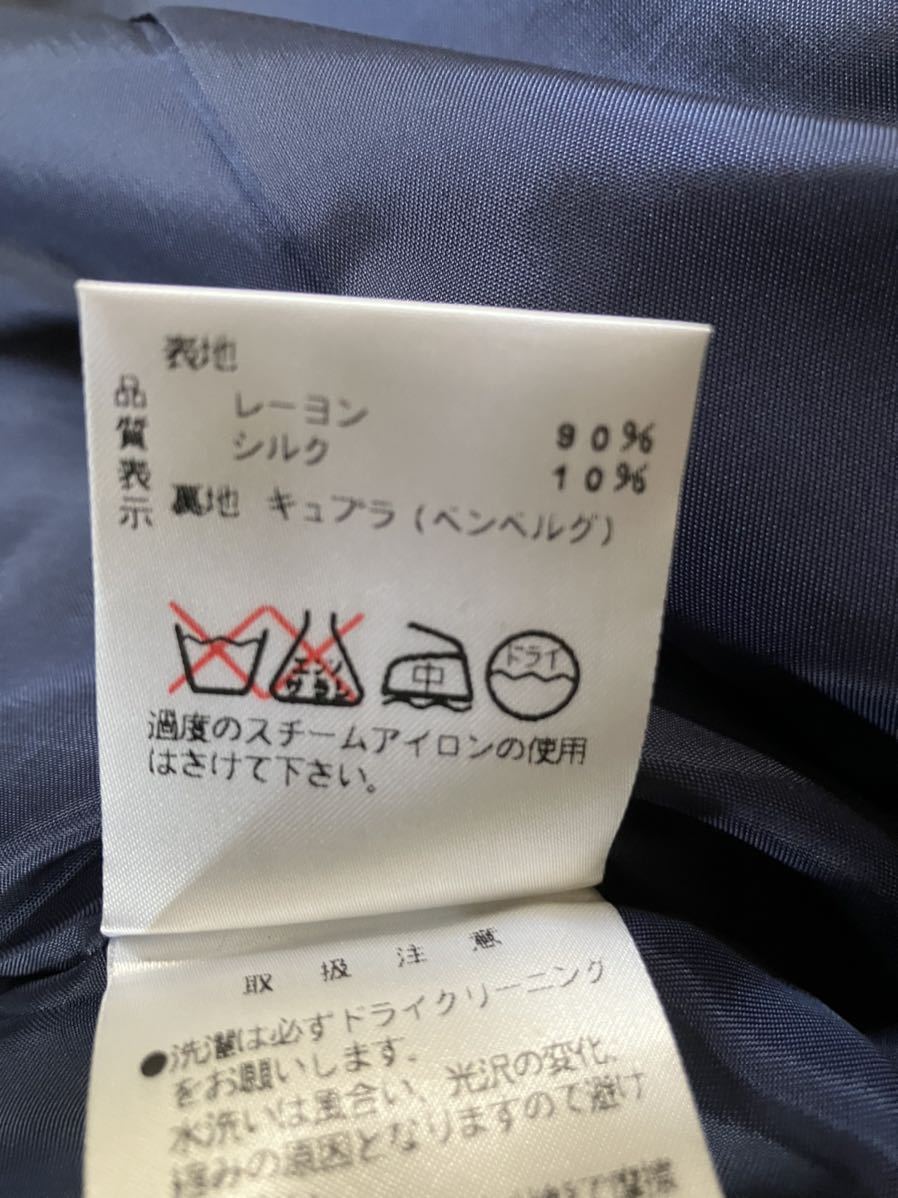 品質表示
表地
レーヨン 90%
シルク 10%
裏地 キュプラ(ベンベルグ)
エンソ
サラシ
中
ドライ
過度のスチームアイロンの使用
はさけて下さい。
取扱注意
●洗濯は必ずドライクリーニング
をお願いします.
水洗いは風合い、光沢の変化、
痛みの原因となりますので避け